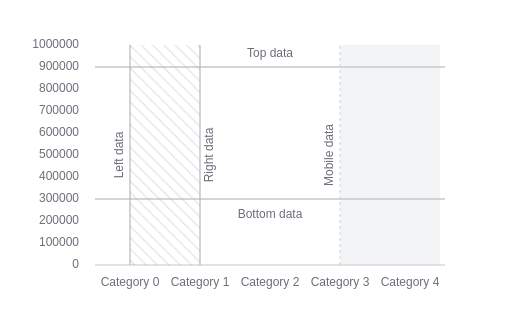 1000000
Top data
900000
800000
700000
600000
500000
400000
300000
200000
100000
0
Left data
Right data
Mobile data
Bottom data
Category 0 Category 1 Category 2 Category 3 Category 4